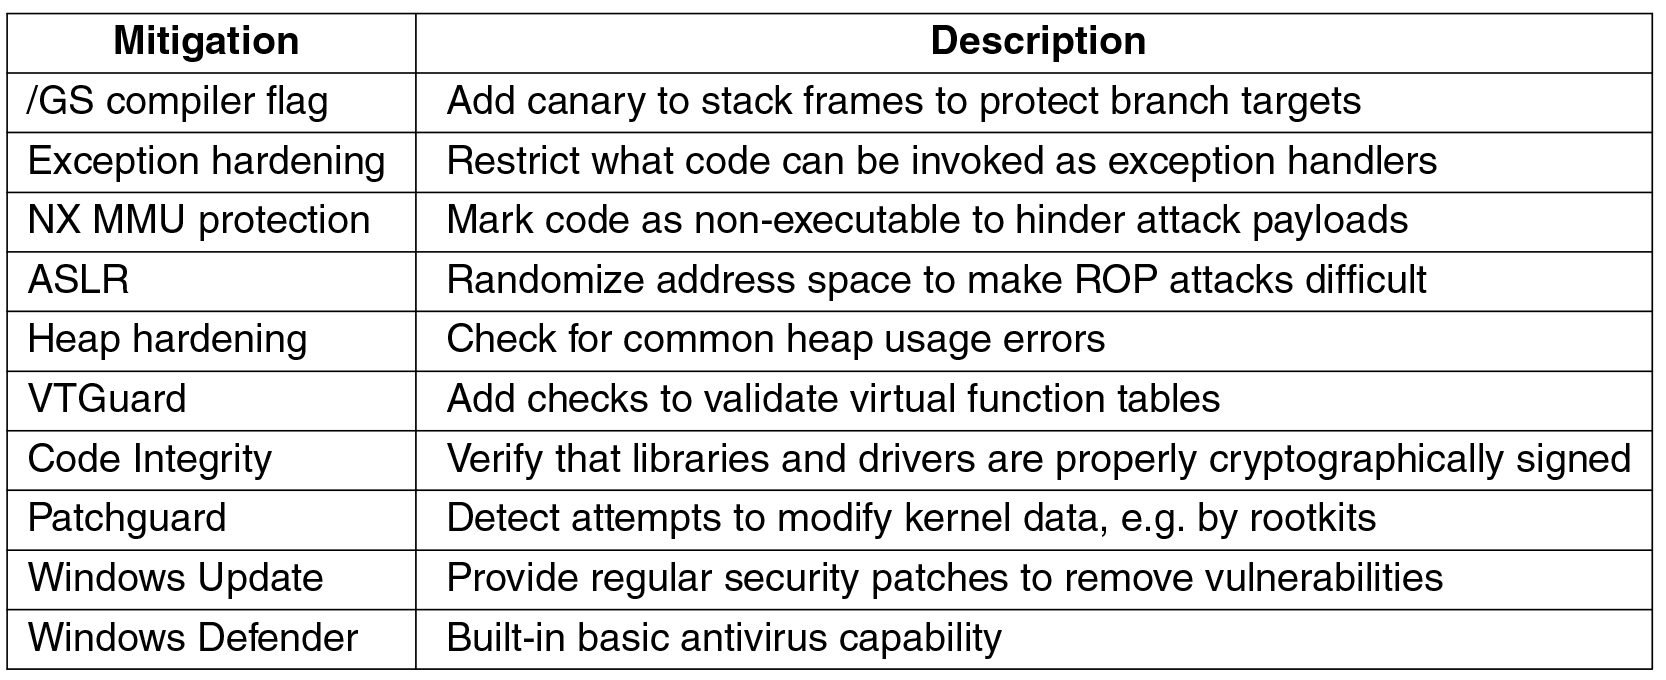 Mitigation Description
/GS compiler flag Add canary to stack frames to protect branch targets
Exception hardening Restrict what code can be invoked as exception handlers
NX MMU protection Mark code as non-executable to hinder attack payloads
ASLR Randomize address space to make ROP attacks difficult
Heap hardening Check for common heap usage errors
VTGuard Add checks to validate virtual function tables
Code Integrity Verify that libraries and drivers are properly cryptographically signed
Patchguard Detect attempts to modify kernel data, e.g. by rootkits
Windows Update Provide regular security patches to remove vulnerabilities
Windows Defender Built-in basic antivirus capability